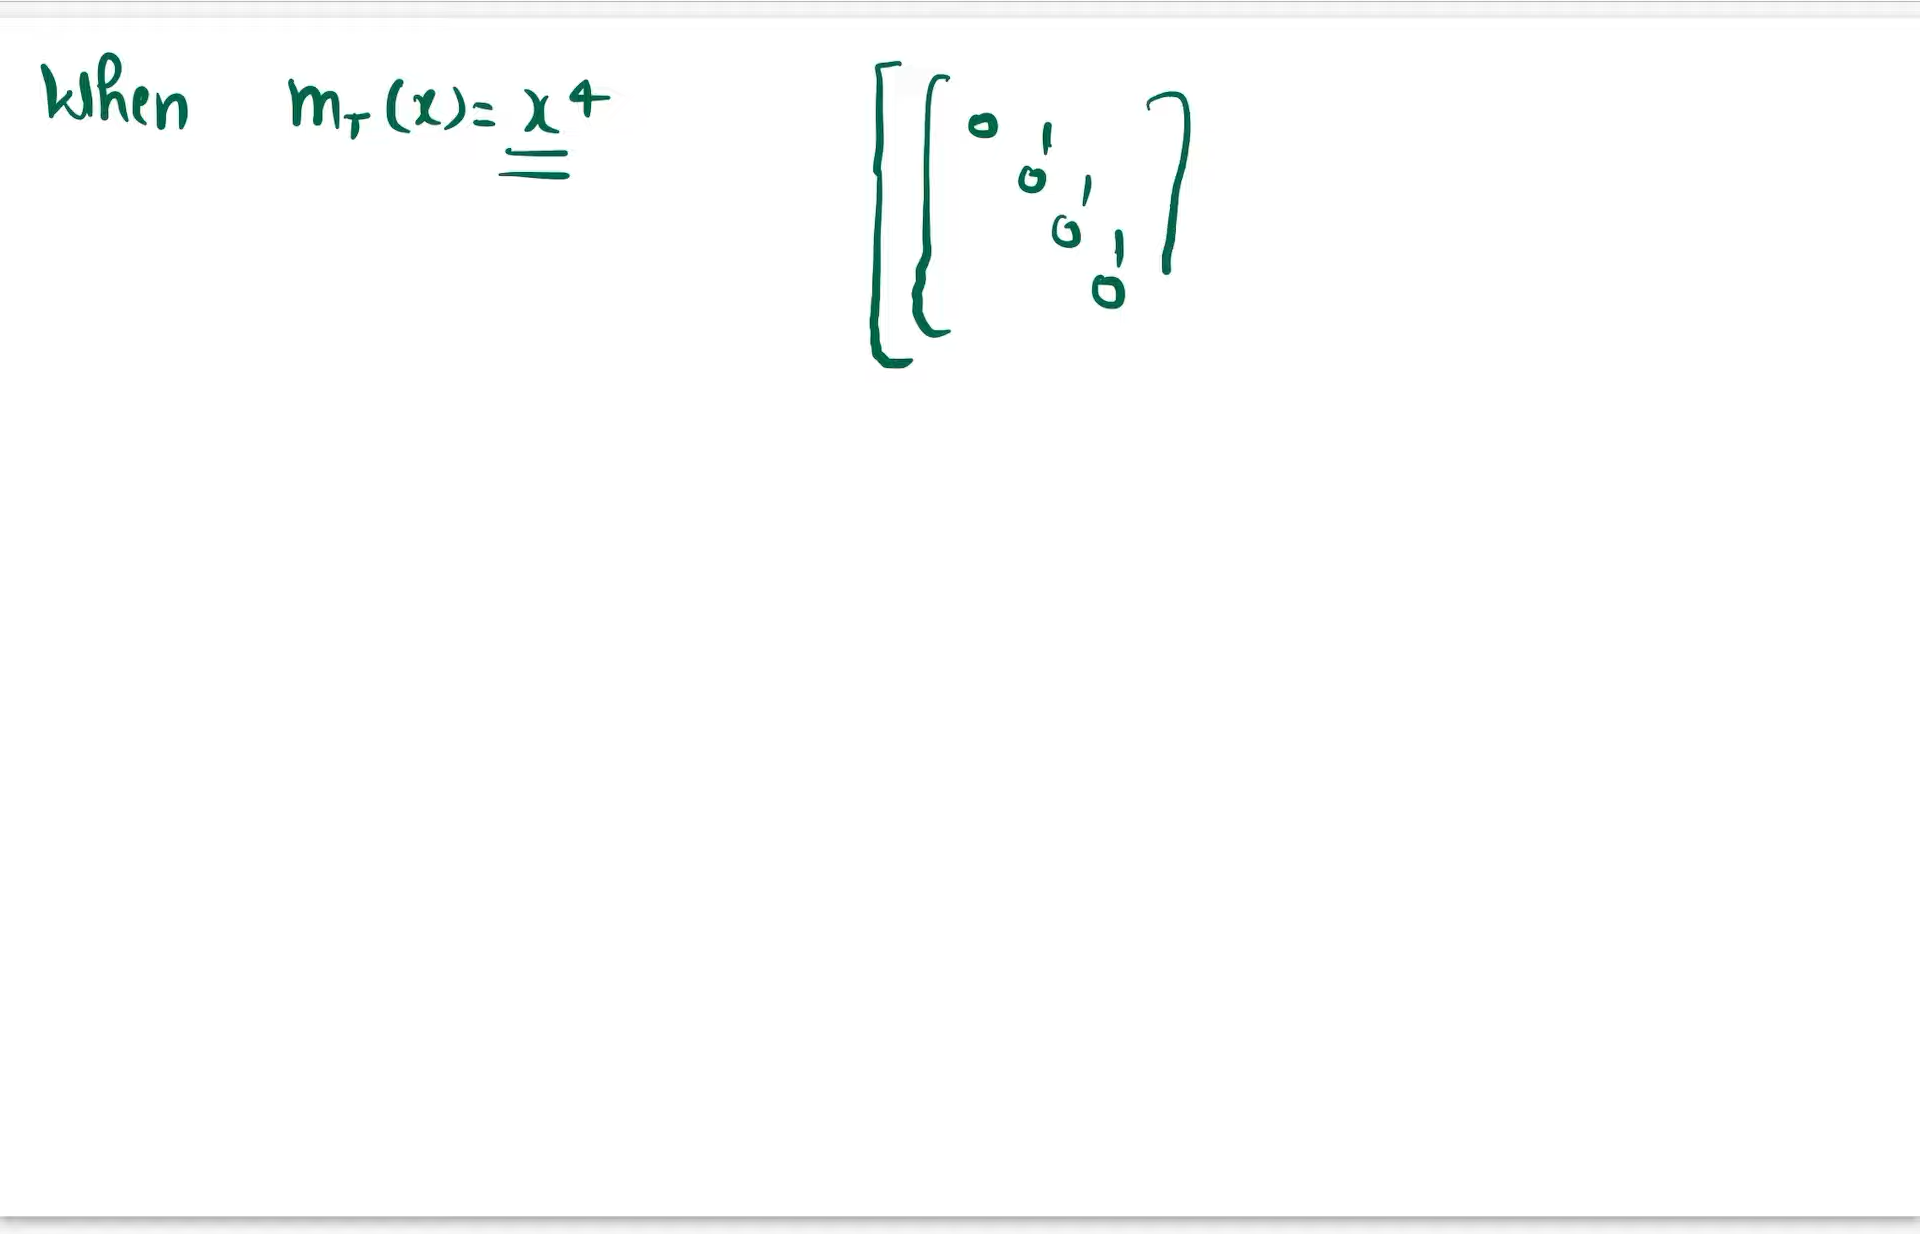 When m_T(x) = x^4
[ [ 0 1
0 1
0 1
0 ]